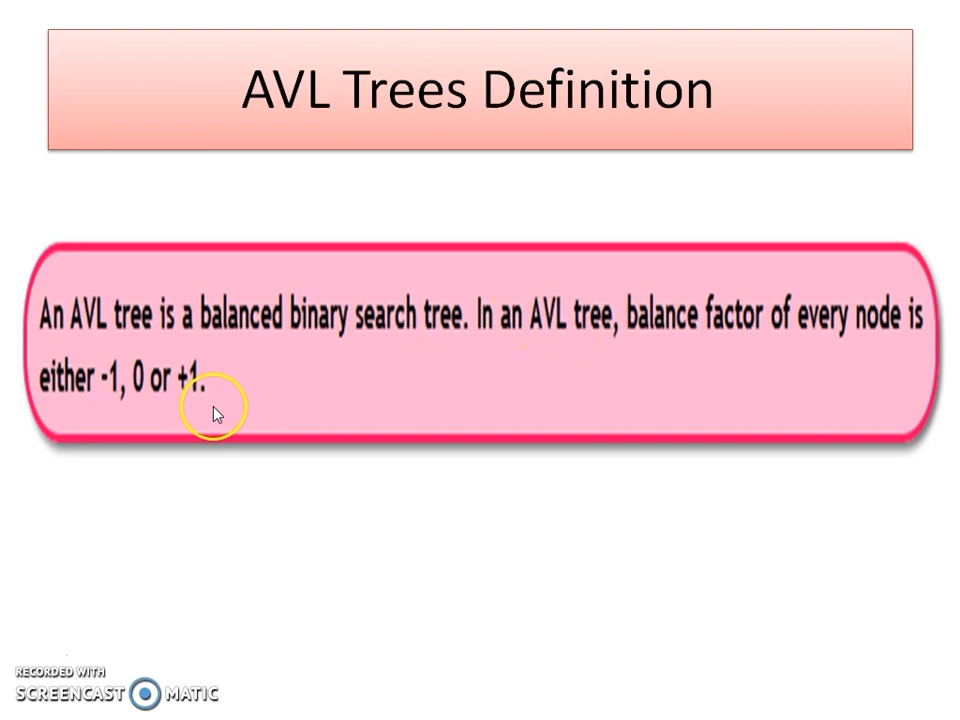 AVL Trees Definition
An AVL tree is a balanced binary search tree. In an AVL tree, balance factor of every node is
either -1, 0 or +1.
RECORDED WITH
SCREENCAST MATIC